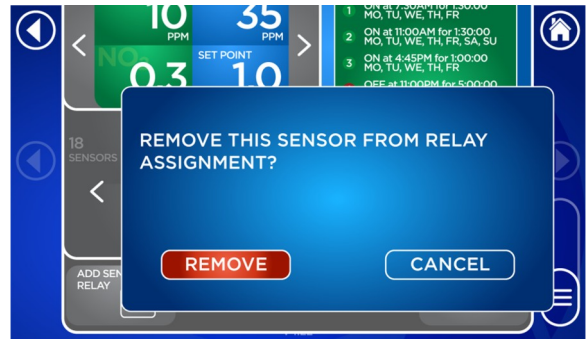 10
PPM
35
PPM
NO₂
0.3
SET POINT
1.0
1 ON at 7:30AM for 1:30:00
MO, TU, WE, TH, FR
2 ON at 11:00AM for 1:30:00
MO, TU, WE, TH, FR, SA, SU
3 ON at 4:45PM for 1:00:00
MO, TU, WE, TH, FR
OFF at 11:00PM for 5:00:00
18
SENSORS
REMOVE THIS SENSOR FROM RELAY
ASSIGNMENT?
REMOVE
CANCEL
ADD SEN
RELAY